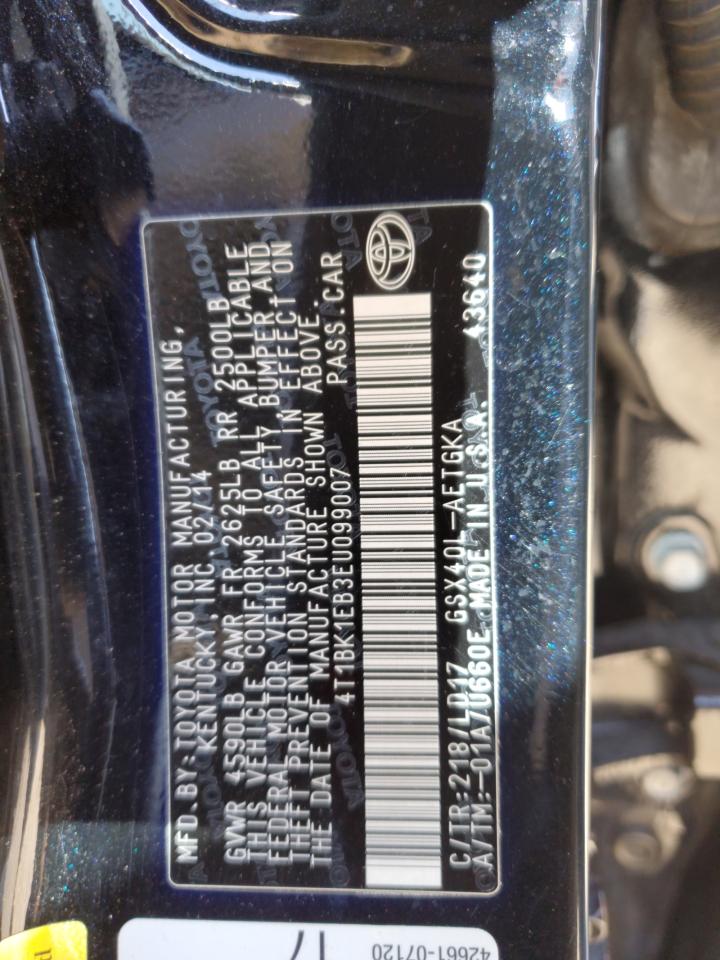 MFD.BY:TOYOTA MOTOR MANUFACTURING,
KENTUCKY, INC. 02/14
GVWR 4590LB GAWR FR 2625LB RR 2500LB
THIS VEHICLE CONFORMS TO ALL APPLICABLE
FEDERAL MOTOR VEHICLE SAFETY,BUMPER AND
THEFT PREVENTION STANDARDS IN EFFECT ON
THE DATE OF MANUFACTURE SHOWN ABOVE.
4T1BK1EB3EU099007 PASS.CAR
C/TR:218/LD17 GSX40L-AETGKA 43640
A/TM:-01A/U660E MADE IN U.S.A.
17
42661-07120